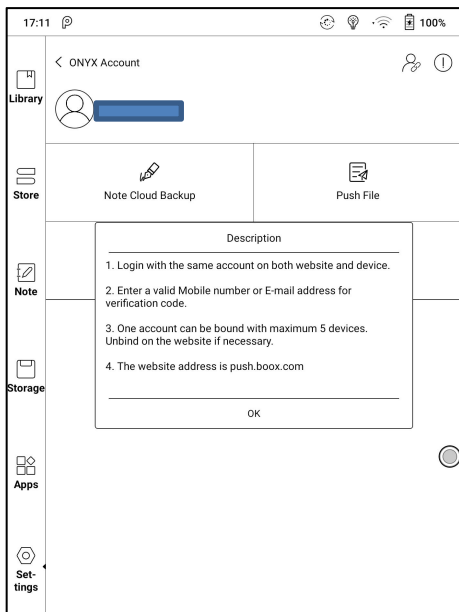 17:11
100%
ONYX Account
Library
Store
Note Cloud Backup
Push File
Description
1. Login with the same account on both website and device.
2. Enter a valid Mobile number or E-mail address for
verification code.
3. One account can be bound with maximum 5 devices.
Unbind on the website if necessary.
4. The website address is push.boox.com
OK
Note
Storage
Apps
Set-
tings